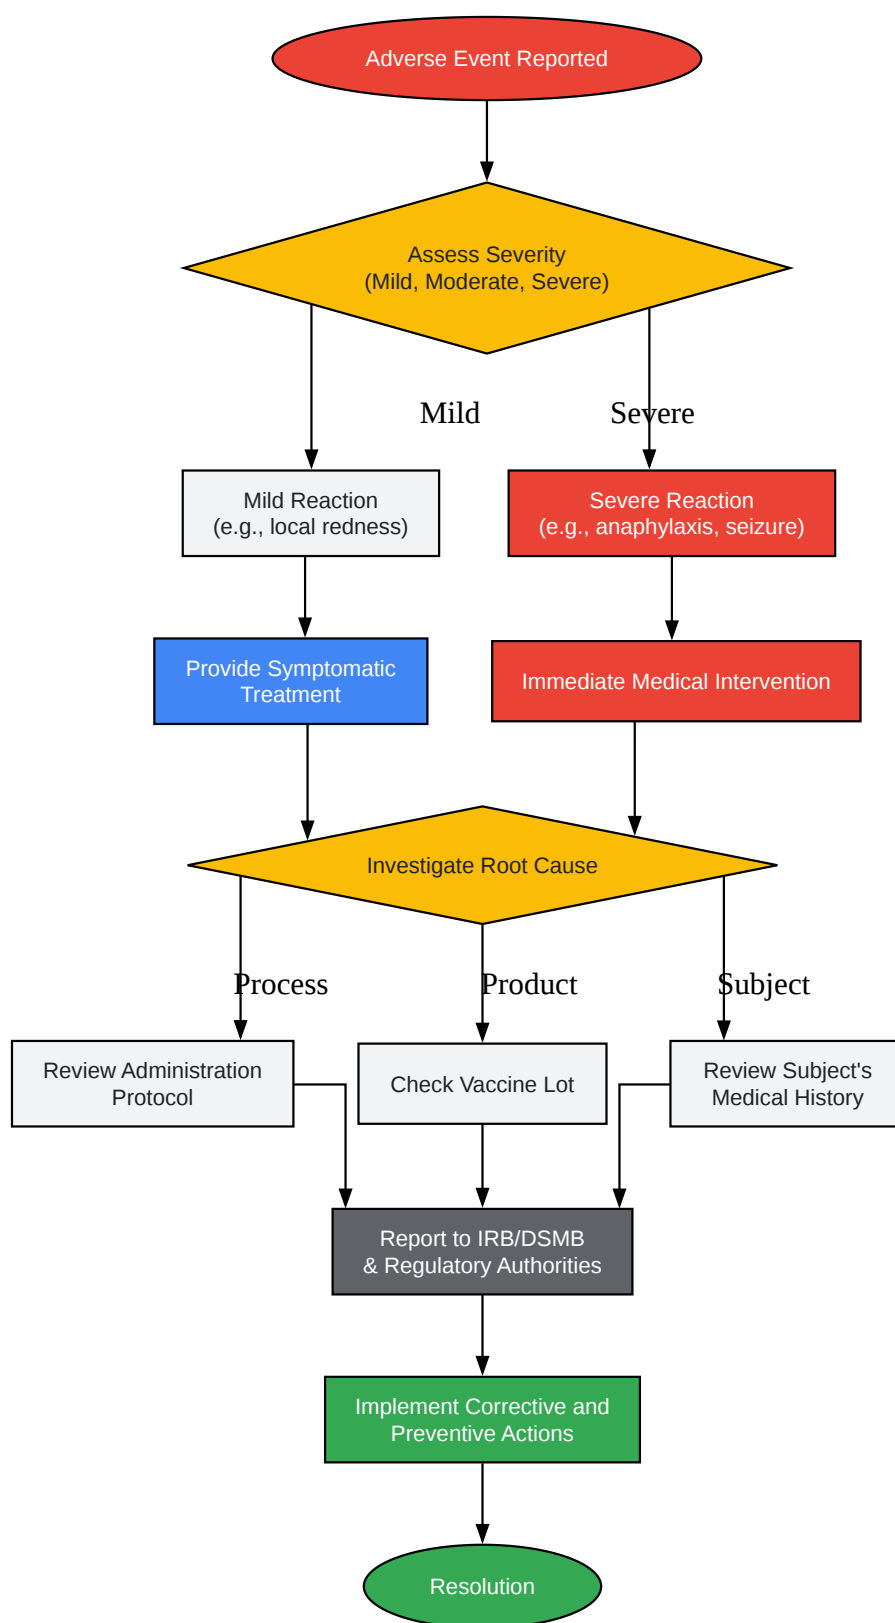 Adverse Event Reported
Assess Severity
(Mild, Moderate, Severe)
Mild
Severe
Mild Reaction
(e.g., local redness)
Severe Reaction
(e.g., anaphylaxis, seizure)
Provide Symptomatic
Treatment
Immediate Medical Intervention
Investigate Root Cause
Process
Product
Subject
Review Administration
Protocol
Check Vaccine Lot
Review Subject's
Medical History
Report to IRB/DSMB
& Regulatory Authorities
Implement Corrective and
Preventive Actions
Resolution